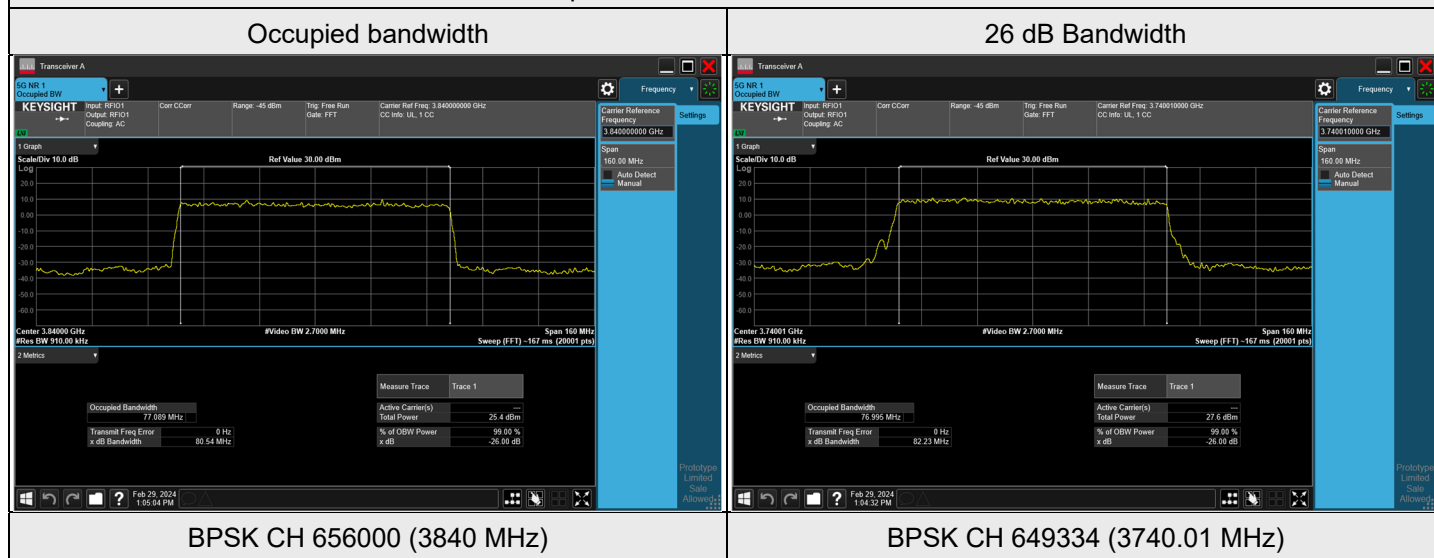 Occupied bandwidth
Transceiver A
5G NR 1
Occupied BW
+
Frequency
KEYSIGHT
LXI
Input: RFIO1
Output: RFIO1
Coupling: AC
Corr CCorr
Range: -45 dBm
Trig: Free Run
Gate: FFT
Carrier Ref Freq: 3.840000000 GHz
CC Info: UL, 1 CC
Carrier Reference
Frequency
3.840000000 GHz
Settings
Span
160.00 MHz
Auto Detect
Manual
1 Graph
Scale/Div 10.0 dB
Ref Value 30.00 dBm
Log
20.0
10.0
0.00
-10.0
-20.0
-30.0
-40.0
-50.0
-60.0
Center 3.84000 GHz
#Video BW 2.7000 MHz
Span 160 MHz
#Res BW 910.00 kHz
Sweep (FFT) ~167 ms (20001 pts)
2 Metrics
Measure Trace Trace 1
Occupied Bandwidth
77.089 MHz
Active Carrier(s) ---
Total Power 25.4 dBm
Transmit Freq Error 0 Hz
x dB Bandwidth 80.54 MHz
% of OBW Power 99.00 %
x dB -26.00 dB
Prototype
Limited
Sale
Allowed
?
Feb 29, 2024
1:05:04 PM
BPSK CH 656000 (3840 MHz)
26 dB Bandwidth
Transceiver A
5G NR 1
Occupied BW
+
Frequency
KEYSIGHT
LXI
Input: RFIO1
Output: RFIO1
Coupling: AC
Corr CCorr
Range: -45 dBm
Trig: Free Run
Gate: FFT
Carrier Ref Freq: 3.740010000 GHz
CC Info: UL, 1 CC
Carrier Reference
Frequency
3.740010000 GHz
Settings
Span
160.00 MHz
Auto Detect
Manual
1 Graph
Scale/Div 10.0 dB
Ref Value 30.00 dBm
Log
20.0
10.0
0.00
-10.0
-20.0
-30.0
-40.0
-50.0
-60.0
Center 3.74001 GHz
#Video BW 2.7000 MHz
Span 160 MHz
#Res BW 910.00 kHz
Sweep (FFT) ~167 ms (20001 pts)
2 Metrics
Measure Trace Trace 1
Occupied Bandwidth
76.995 MHz
Active Carrier(s) ---
Total Power 27.6 dBm
Transmit Freq Error 0 Hz
x dB Bandwidth 82.23 MHz
% of OBW Power 99.00 %
x dB -26.00 dB
Prototype
Limited
Sale
Allowed
?
Feb 29, 2024
1:04:32 PM
BPSK CH 649334 (3740.01 MHz)